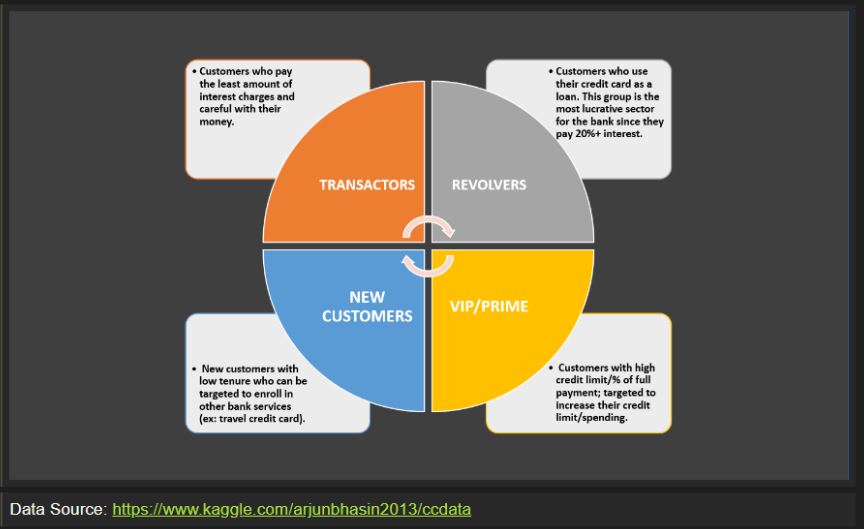 • Customers who pay
the least amount of
interest charges and
careful with their
money.
• Customers who use
their credit card as a
loan. This group is the
most lucrative sector
for the bank since they
pay 20%+ interest.
TRANSACTORS
REVOLVERS
NEW
CUSTOMERS
VIP/PRIME
• New customers with
low tenure who can be
targeted to enroll in
other bank services
(ex: travel credit card).
• Customers with high
credit limit/% of full
payment; targeted to
increase their credit
limit/spending.
Data Source: https://www.kaggle.com/arjunbhasin2013/ccdata